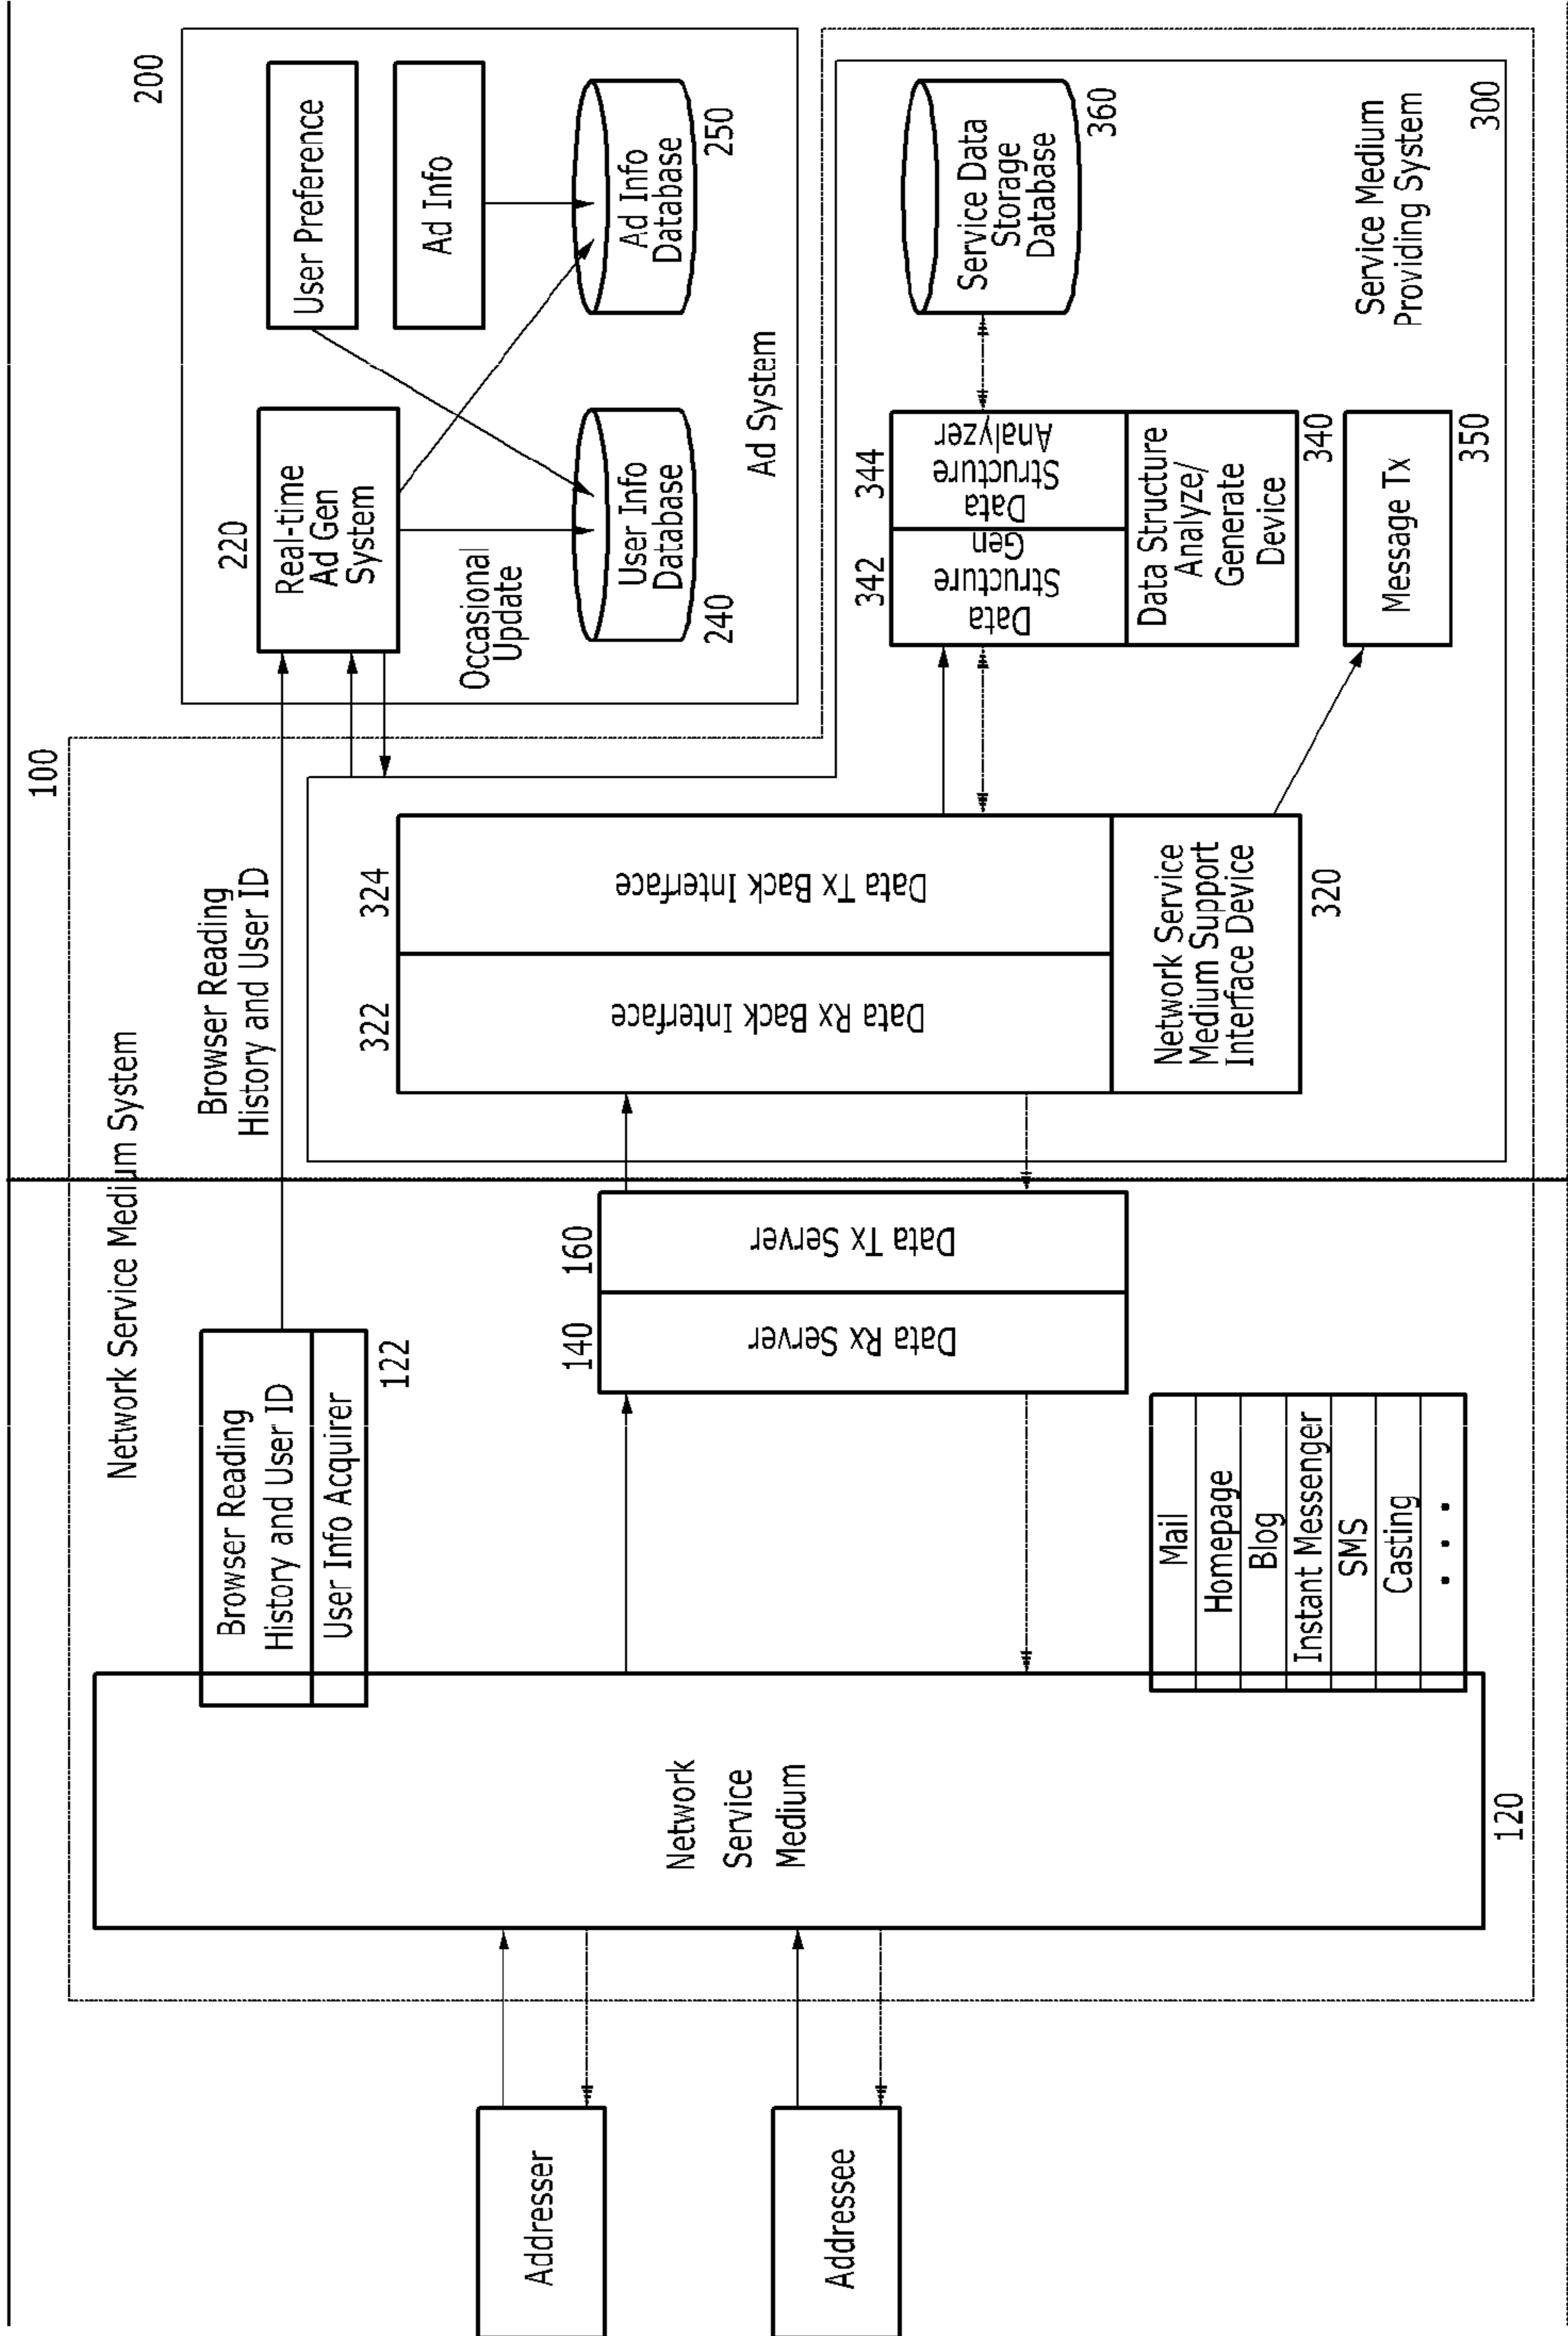 100
Network Service Medium System
Addresser
Addressee
Network
Service
Medium
120
Browser Reading
History and User ID
User Info Acquirer
122
Mail
Homepage
Blog
Instant Messenger
SMS
Casting
...
140
Data Rx Server
160
Data Tx Server
Browser Reading
History and User ID
322
Data Rx Back Interface
324
Data Tx Back Interface
Network Service
Medium Support
Interface Device
320
200
220
Real-time
Ad Gen
System
User Preference
Ad Info
Occasional
Update
User Info
Database
240
Ad Info
Database
250
Ad System
342
Data
Structure
Gen
344
Data
Structure
Analyzer
Data Structure
Analyze/
Generate
Device
340
Service Data
Storage
Database
360
Message Tx
350
Service Medium
Providing System
300